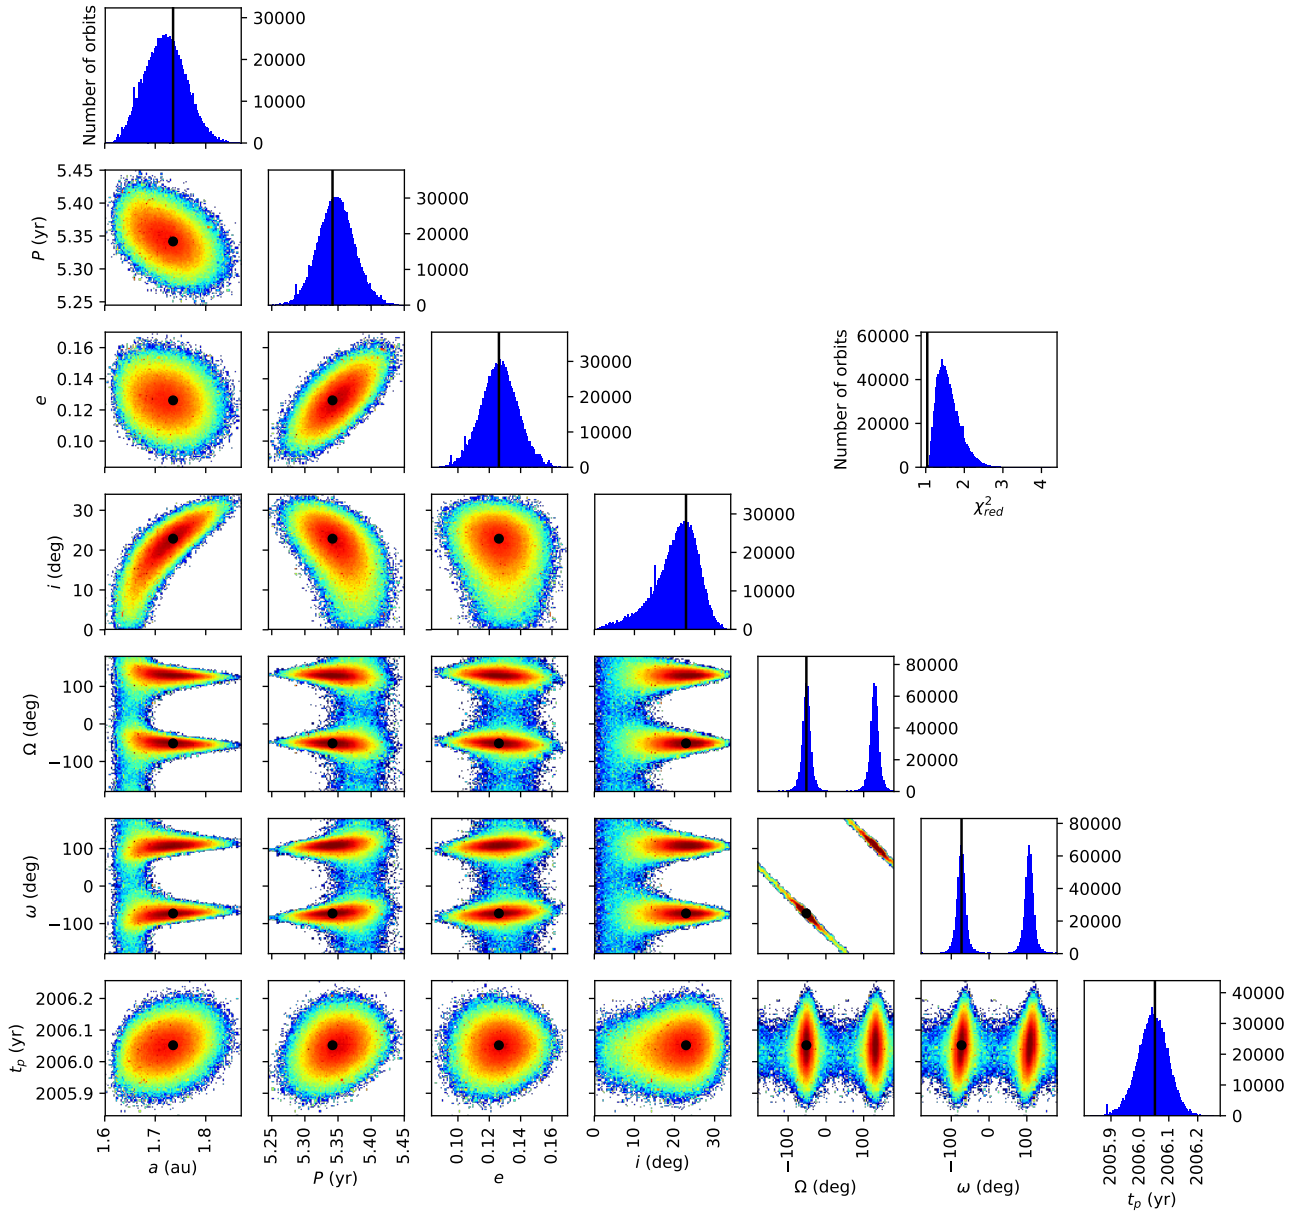 Number of orbits
30000
20000
10000
0
5.45
5.40
5.35
5.30
5.25
P (yr)
30000
20000
10000
0
0.16
0.14
0.12
0.10
e
30000
20000
10000
0
Number of orbits
60000
40000
20000
0
1 2 3 4
χ²red
30
20
10
0
i (deg)
30000
20000
10000
0
100
0
−100
Ω (deg)
80000
60000
40000
20000
0
100
0
−100
ω (deg)
80000
60000
40000
20000
0
2006.2
2006.1
2006.0
2005.9
tp (yr)
40000
30000
20000
10000
0
1.6 1.7 1.8
a (au)
5.25 5.30 5.35 5.40 5.45
P (yr)
0.10 0.12 0.14 0.16
e
0 10 20 30
i (deg)
−100 0 100
Ω (deg)
−100 0 100
ω (deg)
2005.9 2006.0 2006.1 2006.2
tp (yr)